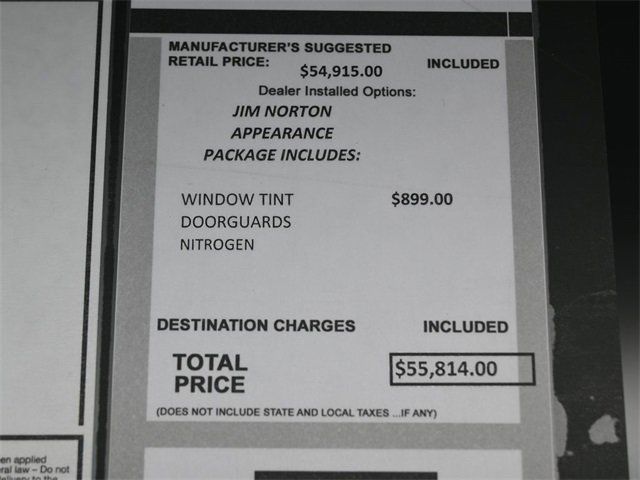 MANUFACTURER'S SUGGESTED
RETAIL PRICE: $54,915.00 INCLUDED
Dealer Installed Options:
JIM NORTON
APPEARANCE
PACKAGE INCLUDES:
WINDOW TINT $899.00
DOORGUARDS
NITROGEN
DESTINATION CHARGES INCLUDED
TOTAL
PRICE $55,814.00
(DOES NOT INCLUDE STATE AND LOCAL TAXES ...IF ANY)
en applied
ral law – Do not